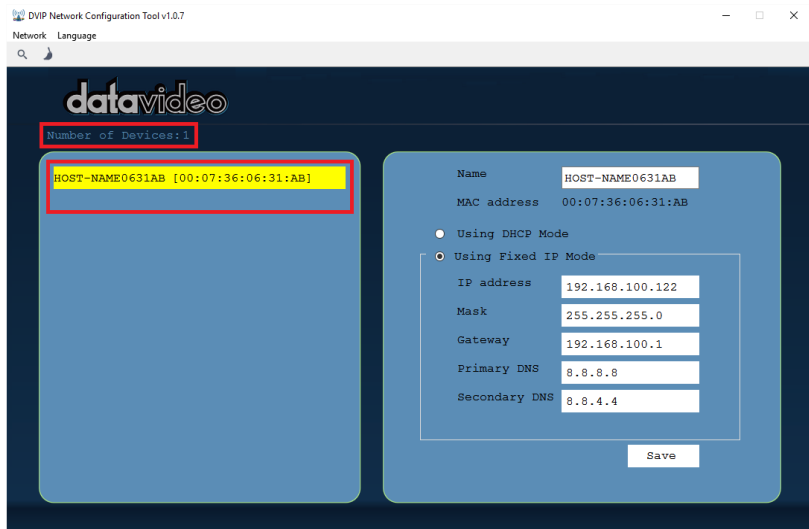 DVIP Network Configuration Tool v1.0.7
Network Language
datavideo
Number of Devices:1
HOST-NAME0631AB [00:07:36:06:31:AB]
Name HOST-NAME0631AB
MAC address 00:07:36:06:31:AB
Using DHCP Mode
Using Fixed IP Mode
IP address 192.168.100.122
Mask 255.255.255.0
Gateway 192.168.100.1
Primary DNS 8.8.8.8
Secondary DNS 8.8.4.4
Save